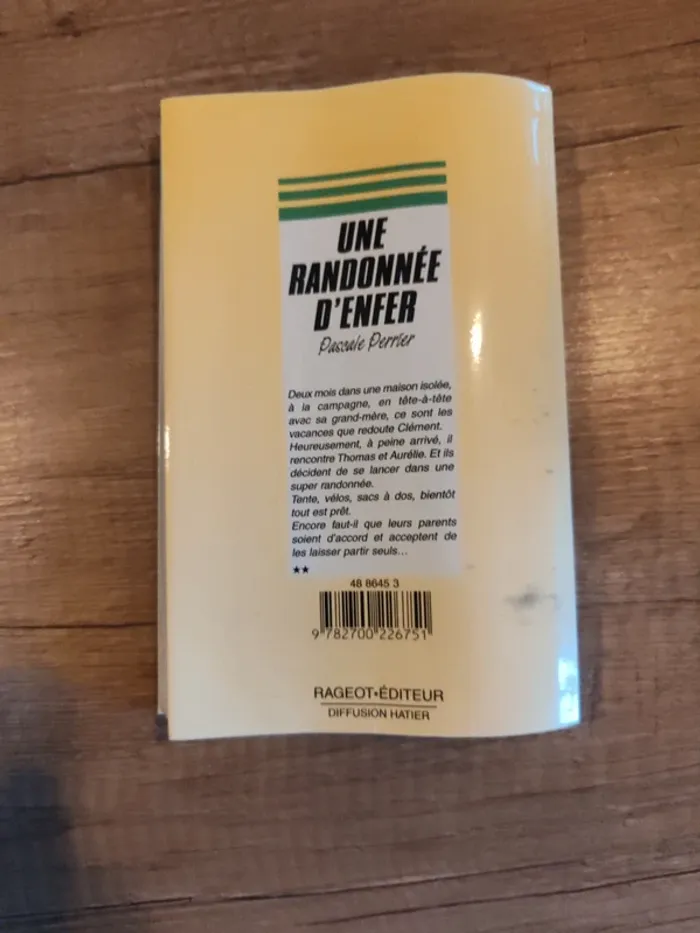 UNE
RANDONNÉE
D'ENFER
Pascale Perrier
Deux mois dans une maison isolée,
à la campagne, en tête-à-tête
avec sa grand-mère, ce sont les
vacances que redoute Clément.
Heureusement, à peine arrivé, il
rencontre Thomas et Aurélie. Et ils
décident de se lancer dans une
super randonnée.
Tente, vélos, sacs à dos, bientôt
tout est prêt.
Encore faut-il que leurs parents
soient d'accord et acceptent de
les laisser partir seuls...
★★
48 8645 3
9 782700 226751
RAGEOT•ÉDITEUR
DIFFUSION HATIER